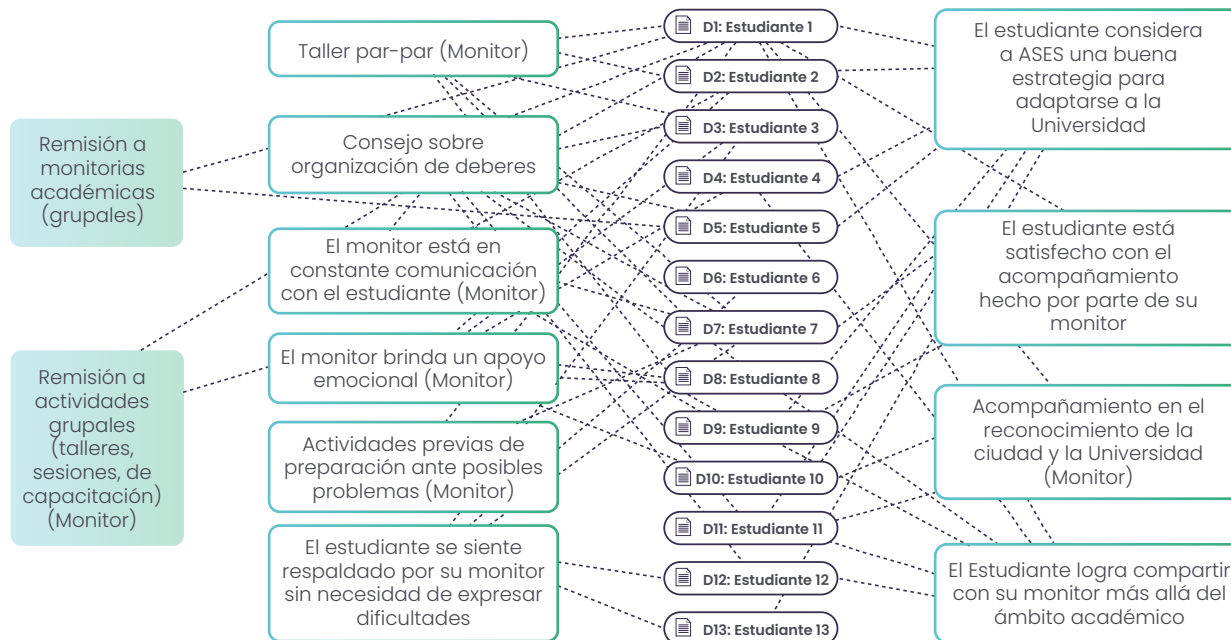 Remisión a
monitorias
académicas
(grupales)
Remisión a
actividades
grupales
(talleres,
sesiones, de
capacitación)
(Monitor)
Taller par-par (Monitor)
Consejo sobre
organización de deberes
El monitor está en
constante comunicación
con el estudiante (Monitor)
El monitor brinda un apoyo
emocional (Monitor)
Actividades previas de
preparación ante posibles
problemas (Monitor)
El estudiante se siente
respaldado por su monitor
sin necesidad de expresar
dificultades
D1: Estudiante 1
D2: Estudiante 2
D3: Estudiante 3
D4: Estudiante 4
D5: Estudiante 5
D6: Estudiante 6
D7: Estudiante 7
D8: Estudiante 8
D9: Estudiante 9
D10: Estudiante 10
D11: Estudiante 11
D12: Estudiante 12
D13: Estudiante 13
El estudiante considera
a ASES una buena
estrategia para
adaptarse a la
Universidad
El estudiante está
satisfecho con el
acompañamiento
hecho por parte de su
monitor
Acompañamiento en el
reconocimiento de la
ciudad y la Universidad
(Monitor)
El Estudiante logra compartir
con su monitor más allá del
ámbito académico